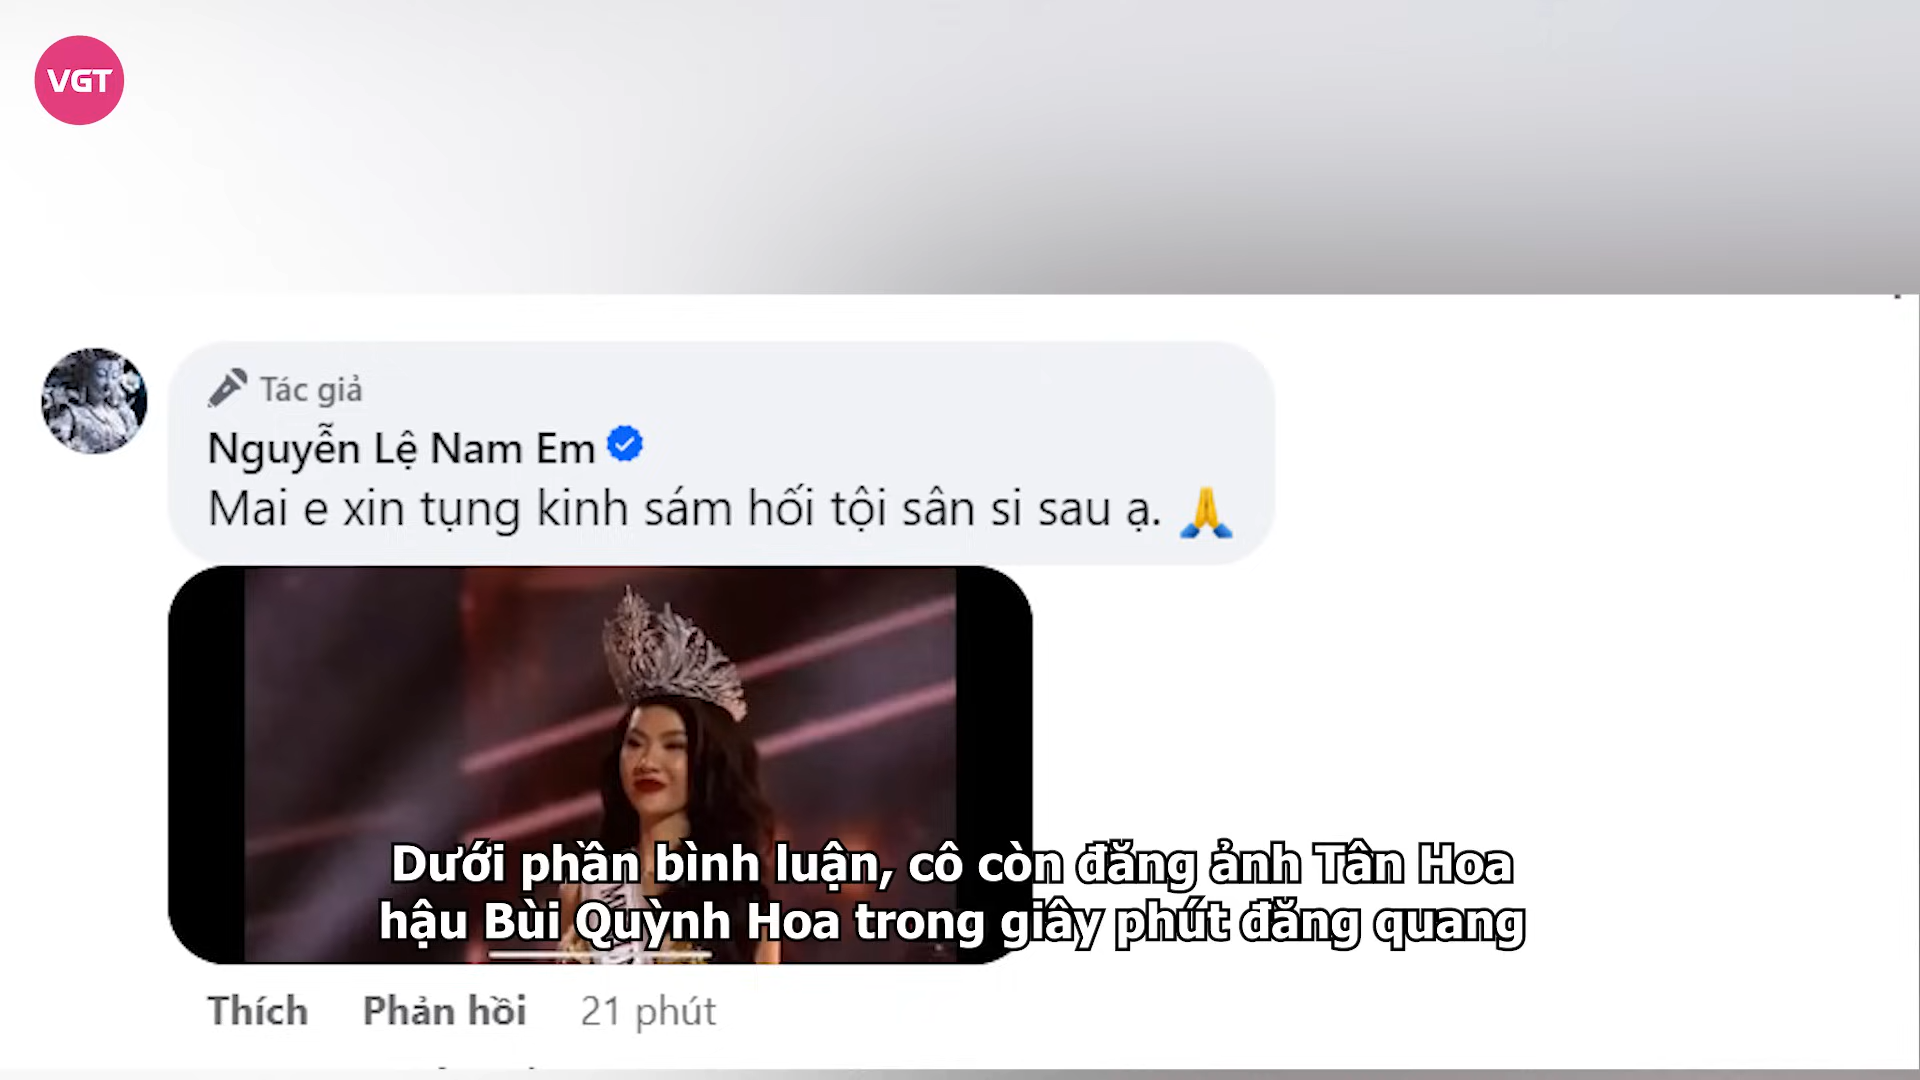 VGT
Tác giả
Nguyễn Lệ Nam Em
Mai e xin tụng kinh sám hối tội sân si sau ạ. 🙏
Dưới phần bình luận, cô còn đăng ảnh Tân Hoa
hậu Bùi Quỳnh Hoa trong giây phút đăng quang
Thích Phản hồi 21 phút